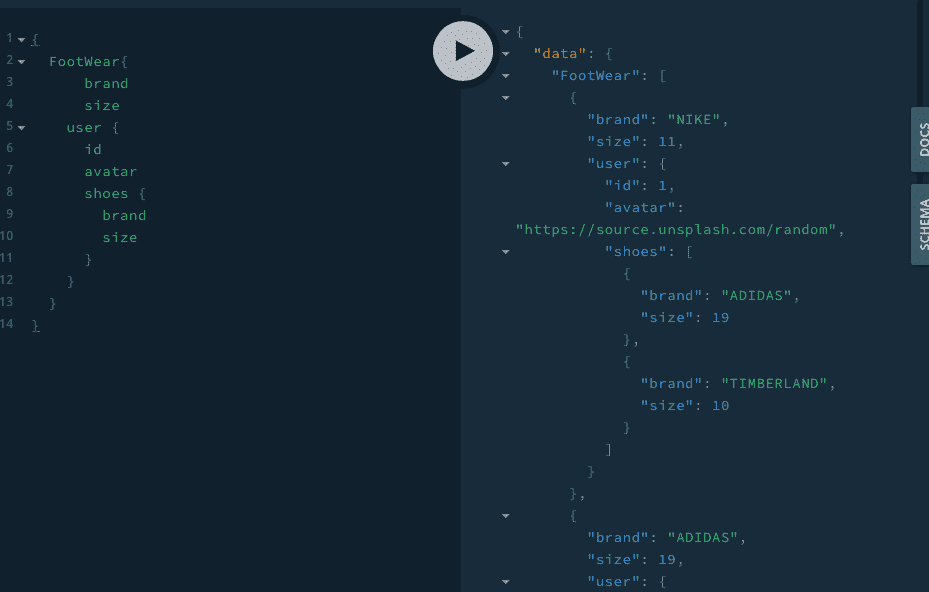 1 {
2 FootWear{
3 brand
4 size
5 user {
6 id
7 avatar
8 shoes {
9 brand
10 size
11 }
12 }
13 }
14 }
{
"data": {
"FootWear": [
{
"brand": "NIKE",
"size": 11,
"user": {
"id": 1,
"avatar":
"https://source.unsplash.com/random",
"shoes": [
{
"brand": "ADIDAS",
"size": 19
},
{
"brand": "TIMBERLAND",
"size": 10
}
]
}
},
{
"brand": "ADIDAS",
"size": 19,
"user": {
DOCS
SCHEMA